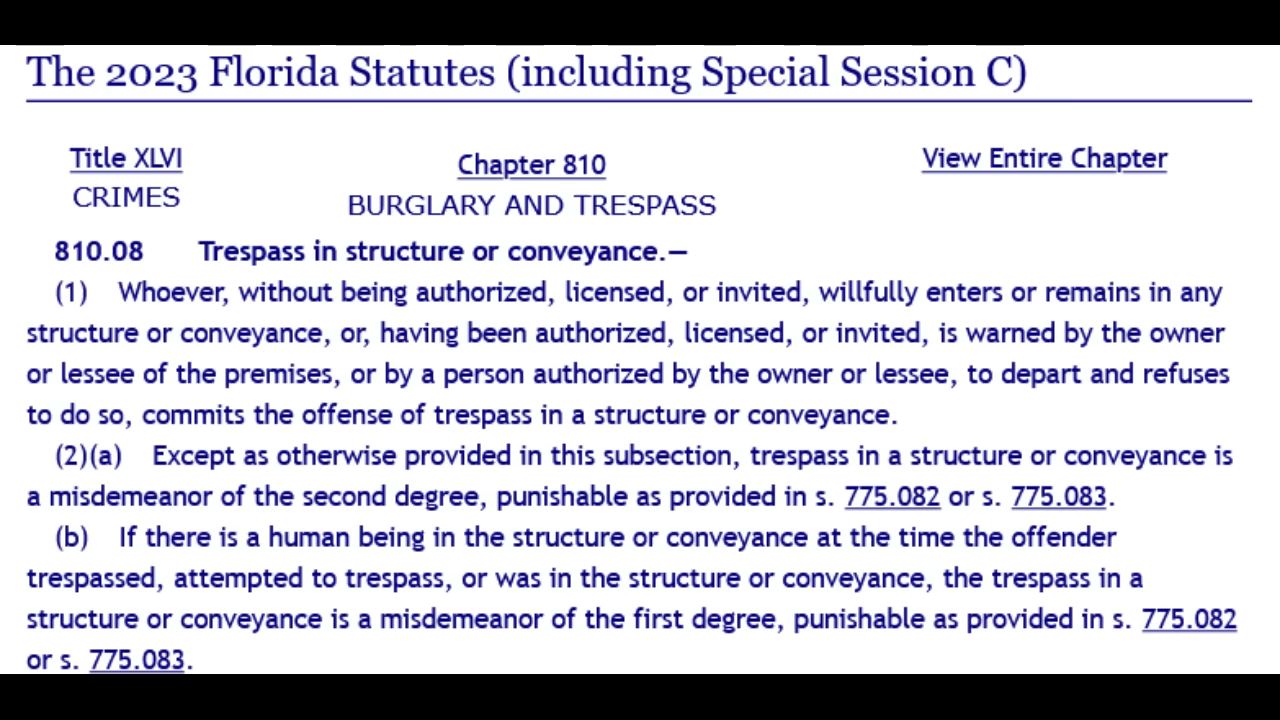 The 2023 Florida Statutes (including Special Session C)
Title XLVI
CRIMES
Chapter 810
BURGLARY AND TRESPASS
View Entire Chapter
810.08 Trespass in structure or conveyance.—
(1) Whoever, without being authorized, licensed, or invited, willfully enters or remains in any
structure or conveyance, or, having been authorized, licensed, or invited, is warned by the owner
or lessee of the premises, or by a person authorized by the owner or lessee, to depart and refuses
to do so, commits the offense of trespass in a structure or conveyance.
(2)(a) Except as otherwise provided in this subsection, trespass in a structure or conveyance is
a misdemeanor of the second degree, punishable as provided in s. 775.082 or s. 775.083.
(b) If there is a human being in the structure or conveyance at the time the offender
trespassed, attempted to trespass, or was in the structure or conveyance, the trespass in a
structure or conveyance is a misdemeanor of the first degree, punishable as provided in s. 775.082
or s. 775.083.